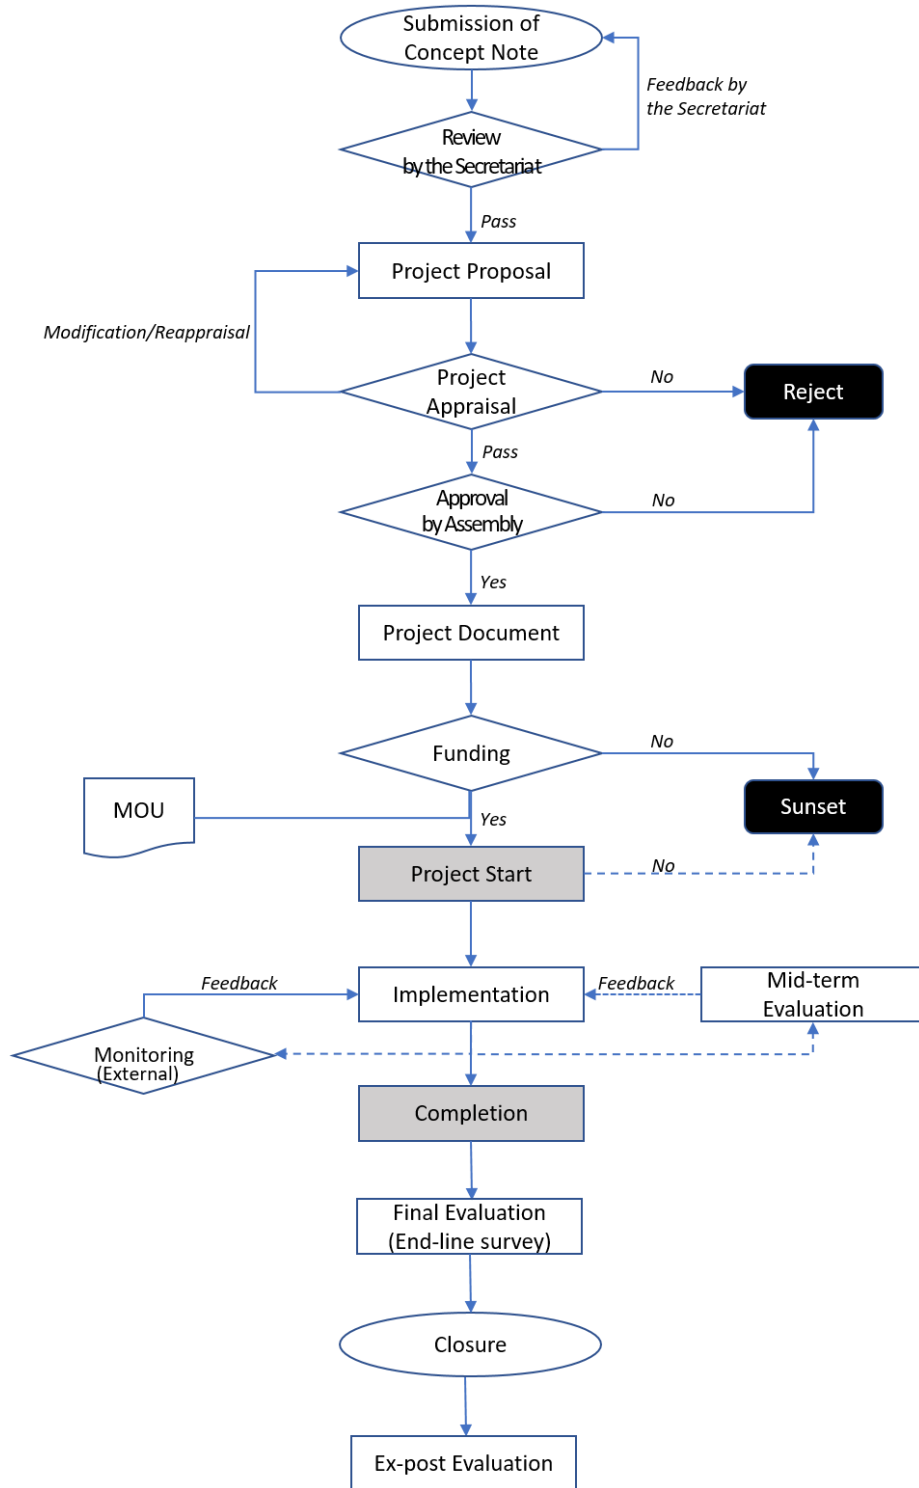 Submission of
Concept Note
Feedback by
the Secretariat
Review
by the Secretariat
Pass
Project Proposal
Modification/Reappraisal
Project
Appraisal
No
Reject
Pass
Approval
by Assembly
No
Yes
Project Document
Funding
No
MOU
Sunset
Yes
Project Start
No
Feedback
Implementation
Feedback
Mid-term
Evaluation
Monitoring
(External)
Completion
Final Evaluation
(End-line survey)
Closure
Ex-post Evaluation